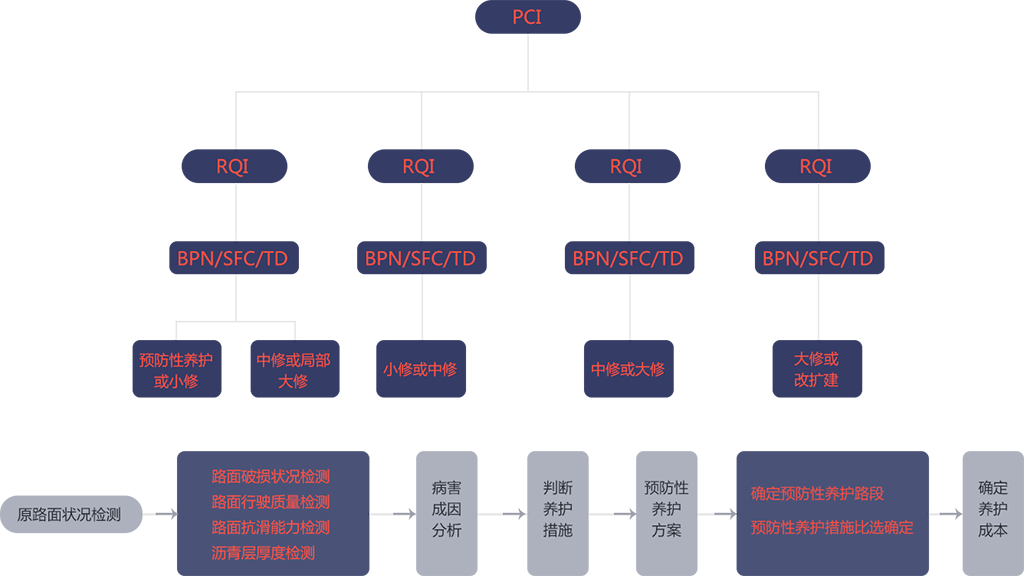 PCI
RQI
RQI
RQI
RQI
BPN/SFC/TD
BPN/SFC/TD
BPN/SFC/TD
BPN/SFC/TD
预防性养护
或小修
中修或局部
大修
小修或中修
中修或大修
大修或
改扩建
原路面状况检测
路面破损状况检测
路面行驶质量检测
路面抗滑能力检测
沥青层厚度检测
病害
成因
分析
判断
养护
措施
预防性
养护
方案
确定预防性养护路段
预防性养护措施比选确定
确定
养护
成本